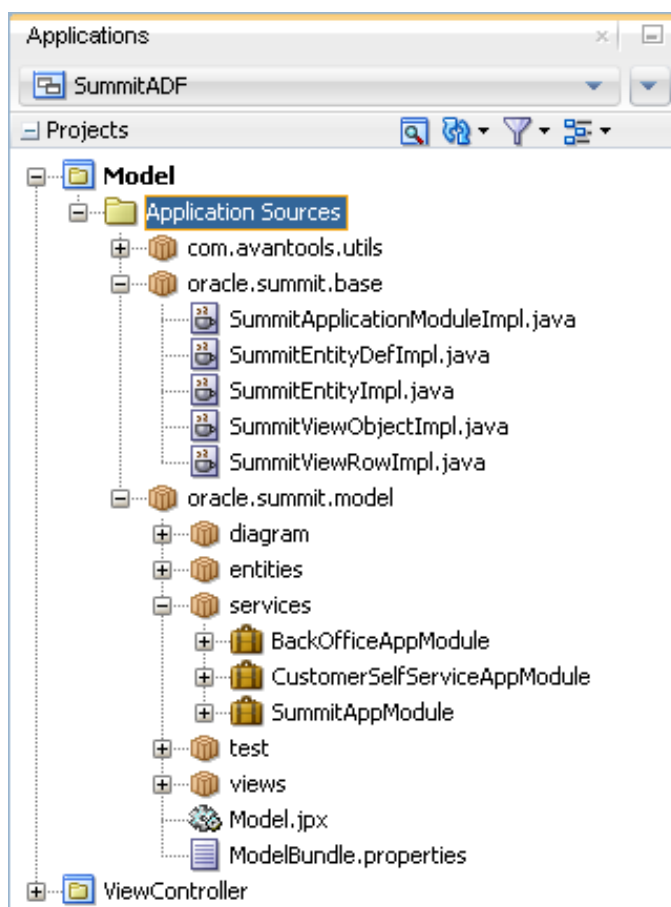 Applications
SummitADF
Projects
Model
Application Sources
com.avantools.utils
oracle.summit.base
SummitApplicationModuleImpl.java
SummitEntityDefImpl.java
SummitEntityImpl.java
SummitViewObjectImpl.java
SummitViewRowImpl.java
oracle.summit.model
diagram
entities
services
BackOfficeAppModule
CustomerSelfServiceAppModule
SummitAppModule
test
views
Model.jpx
ModelBundle.properties
ViewController